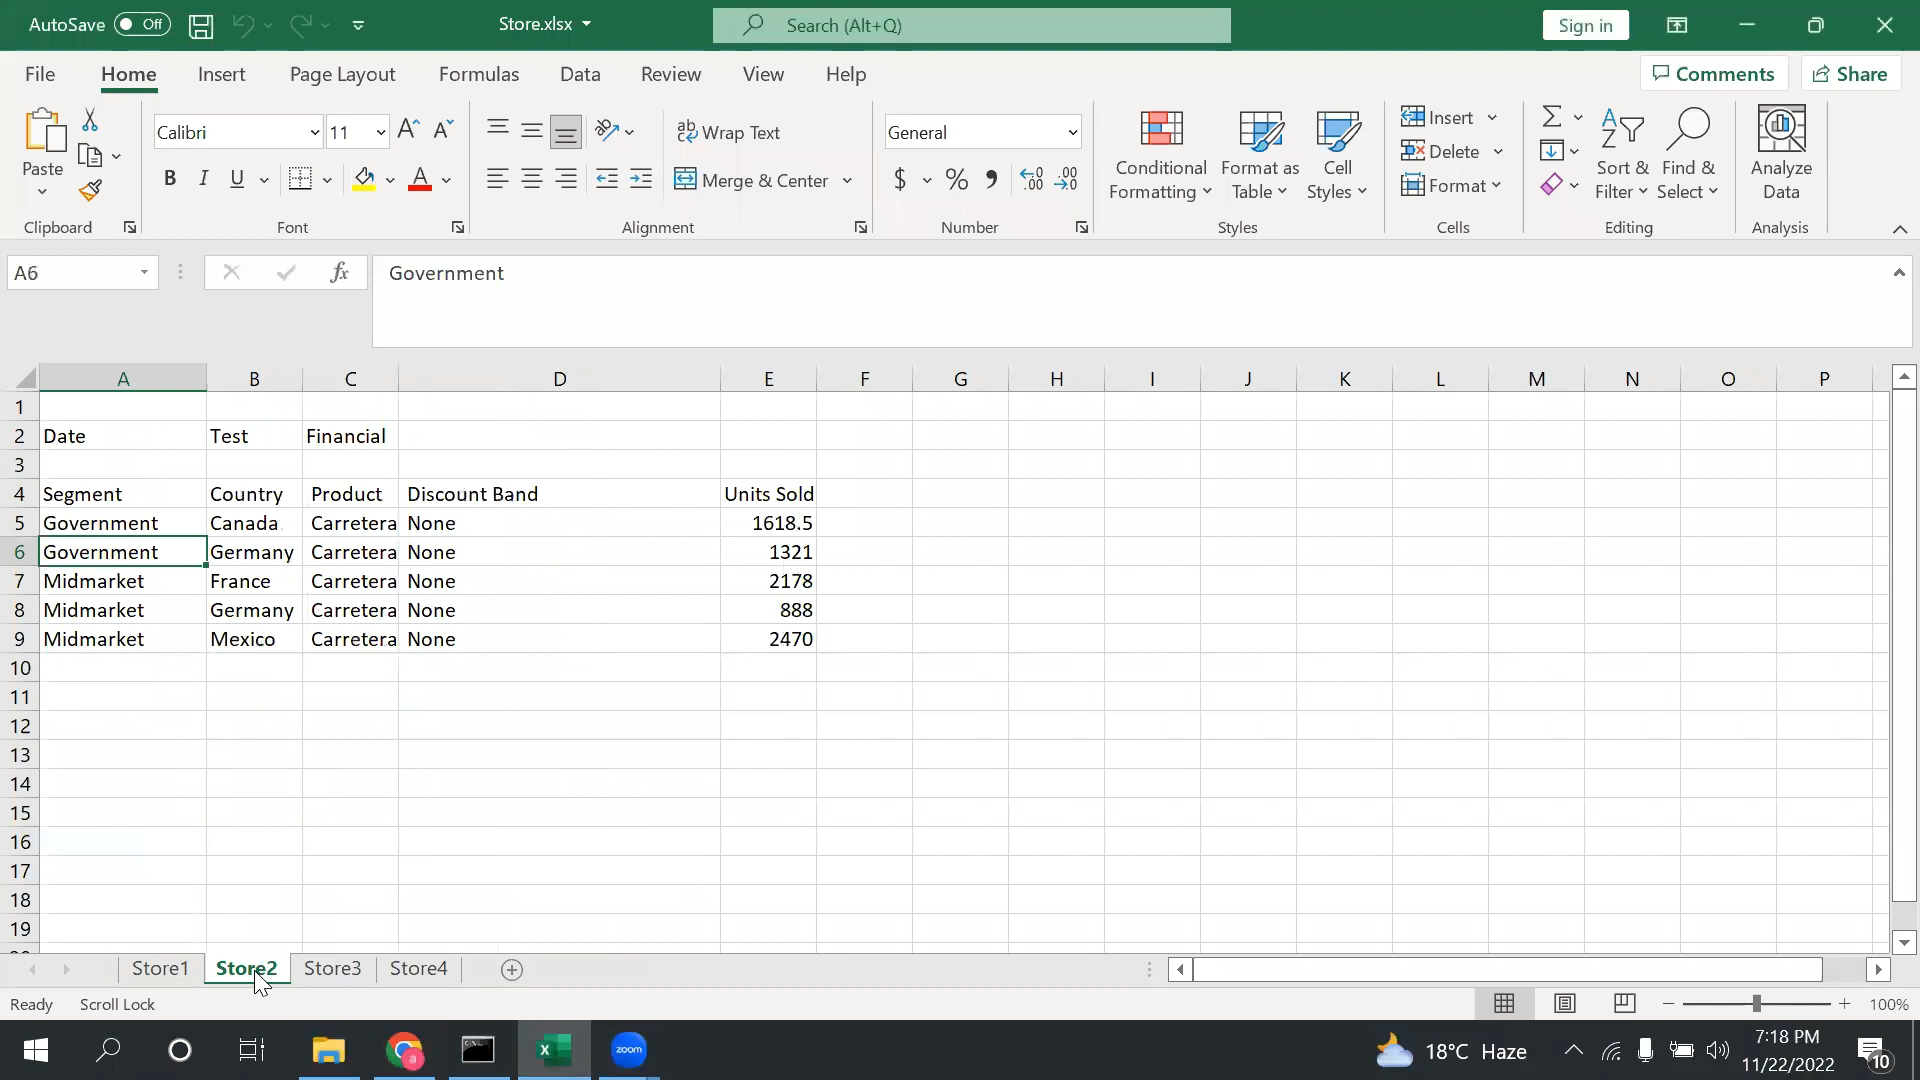 AutoSave Off Store.xlsx Search (Alt+Q) Sign in
File Home Insert Page Layout Formulas Data Review View Help Comments Share
Paste
Clipboard
Calibri 11
B I U
Font
Wrap Text
Merge & Center
Alignment
General
$ % 9 .00
Number
Conditional Formatting
Format as Table
Cell Styles
Styles
Insert
Delete
Format
Cells
Sort & Filter
Find & Select
Editing
Analyze Data
Analysis
A6 fx Government
A B C D E F G H I J K L M N O P
1
2 Date Test Financial
3
4 Segment Country Product Discount Band Units Sold
5 Government Canada Carretera None 1618.5
6 Government Germany Carretera None 1321
7 Midmarket France Carretera None 2178
8 Midmarket Germany Carretera None 888
9 Midmarket Mexico Carretera None 2470
10
11
12
13
14
15
16
17
18
19
Store1 Store2 Store3 Store4
Ready Scroll Lock 100%
zoom 18°C Haze 7:18 PM 10
11/22/2022